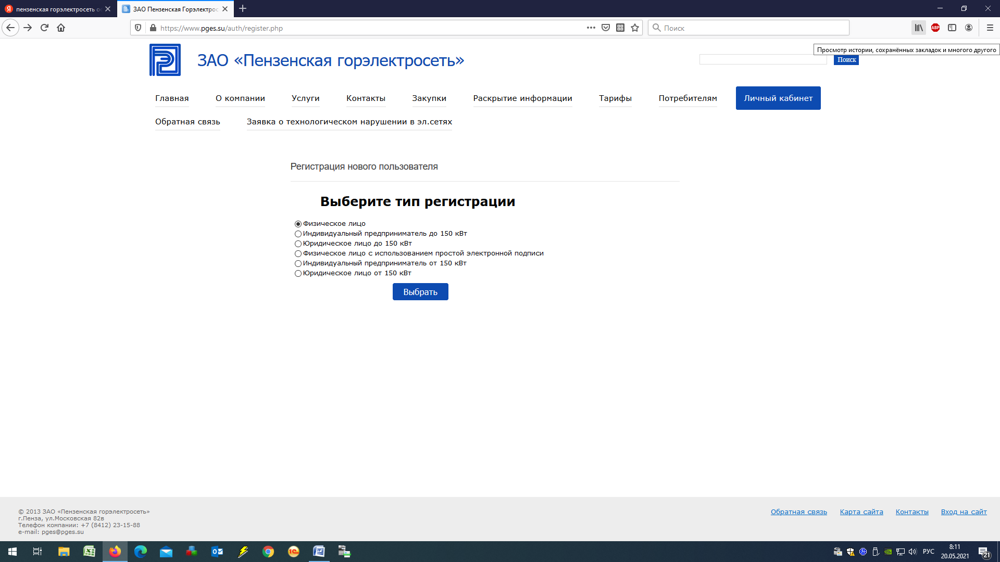 пензенская горэлектросеть о
ЗАО Пензенская Горэлектрос
https://www.pges.su/auth/register.php
Поиск
ABP
Просмотр истории, сохранённых закладок и многого другого
ЗАО «Пензенская горэлектросеть»
Поиск
Главная
О компании
Услуги
Контакты
Закупки
Раскрытие информации
Тарифы
Потребителям
Личный кабинет
Обратная связь
Заявка о технологическом нарушении в эл.сетях
Регистрация нового пользователя
Выберите тип регистрации
Физическое лицо
Индивидуальный предприниматель до 150 кВт
Юридическое лицо до 150 кВт
Физическое лицо с использованием простой электронной подписи
Индивидуальный предприниматель от 150 кВт
Юридическое лицо от 150 кВт
Выбрать
© 2013 ЗАО «Пензенская горэлектросеть»
г.Пенза, ул.Московская 82в
Телефон компании: +7 (8412) 23-15-88
e-mail: pges@pges.su
Обратная связь
Карта сайта
Контакты
Вход на сайт
РУС
8:11
20.05.2021
21